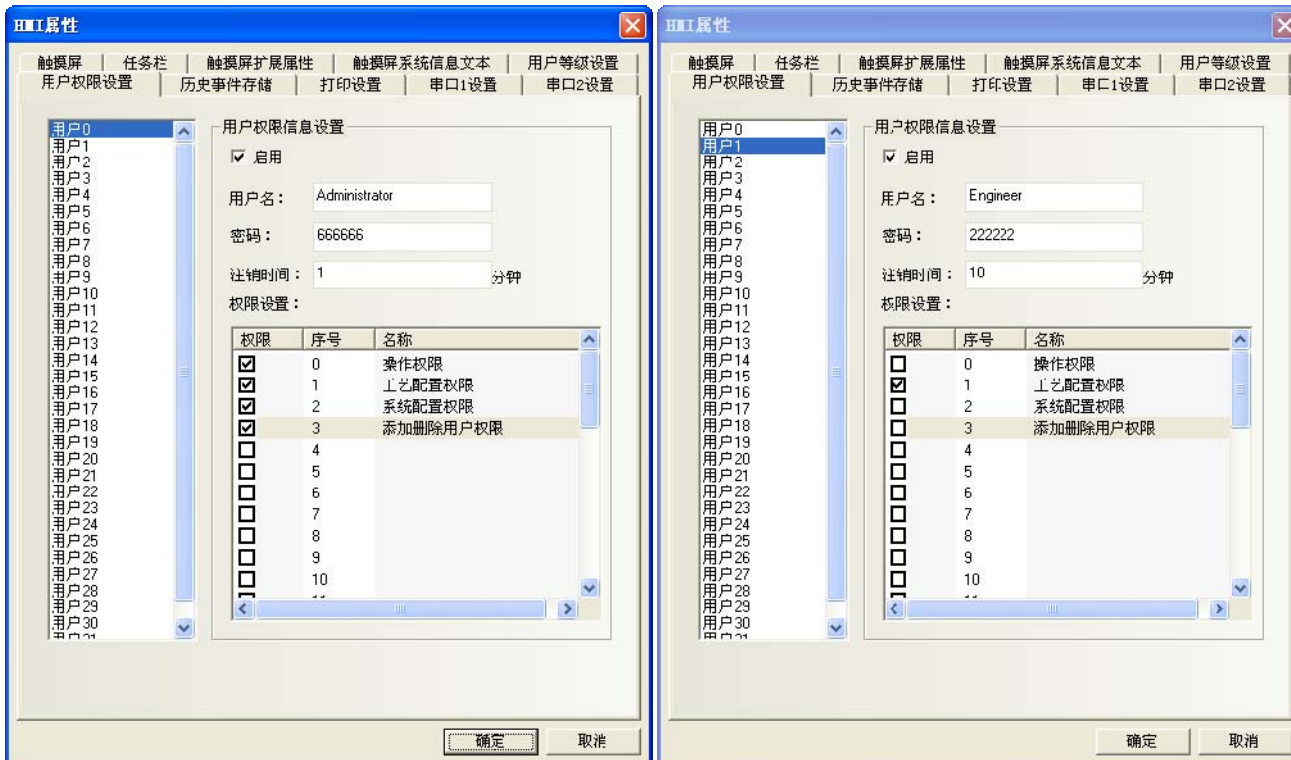 HMI属性
触摸屏 任务栏 触摸屏扩展属性 触摸屏系统信息文本 用户等级设置
用户权限设置 历史事件存储 打印设置 串口1设置 串口2设置
用户0
用户1
用户2
用户3
用户4
用户5
用户6
用户7
用户8
用户9
用户10
用户11
用户12
用户13
用户14
用户15
用户16
用户17
用户18
用户19
用户20
用户21
用户22
用户23
用户24
用户25
用户26
用户27
用户28
用户29
用户30
用户权限信息设置
启用
用户名： Administrator
密码： 666666
注销时间： 1 分钟
权限设置：
权限 序号 名称
0 操作权限
1 工艺配置权限
2 系统配置权限
3 添加删除用户权限
4
5
6
7
8
9
10
确定 取消
HMI属性
触摸屏 任务栏 触摸屏扩展属性 触摸屏系统信息文本 用户等级设置
用户权限设置 历史事件存储 打印设置 串口1设置 串口2设置
用户0
用户1
用户2
用户3
用户4
用户5
用户6
用户7
用户8
用户9
用户10
用户11
用户12
用户13
用户14
用户15
用户16
用户17
用户18
用户19
用户20
用户21
用户22
用户23
用户24
用户25
用户26
用户27
用户28
用户29
用户30
用户权限信息设置
启用
用户名： Engineer
密码： 222222
注销时间： 10 分钟
权限设置：
权限 序号 名称
0 操作权限
1 工艺配置权限
2 系统配置权限
3 添加删除用户权限
4
5
6
7
8
9
10
确定 取消